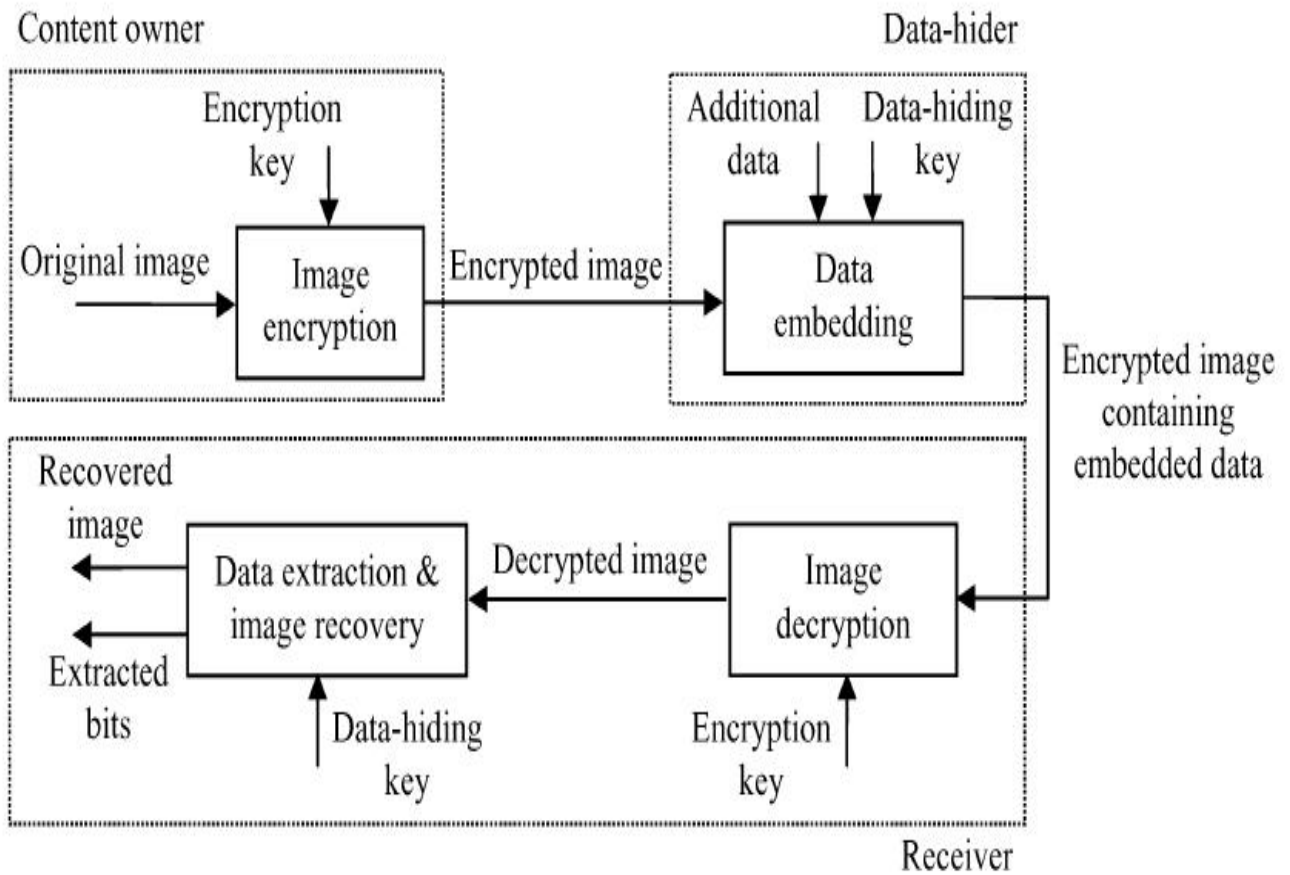 Content owner
Data-hider
Encryption
key
Additional
data
Data-hiding
key
Original image
Image
encryption
Encrypted image
Data
embedding
Encrypted image
containing
embedded data
Recovered
image
Data extraction &
image recovery
Decrypted image
Image
decryption
Extracted
bits
Data-hiding
key
Encryption
key
Receiver